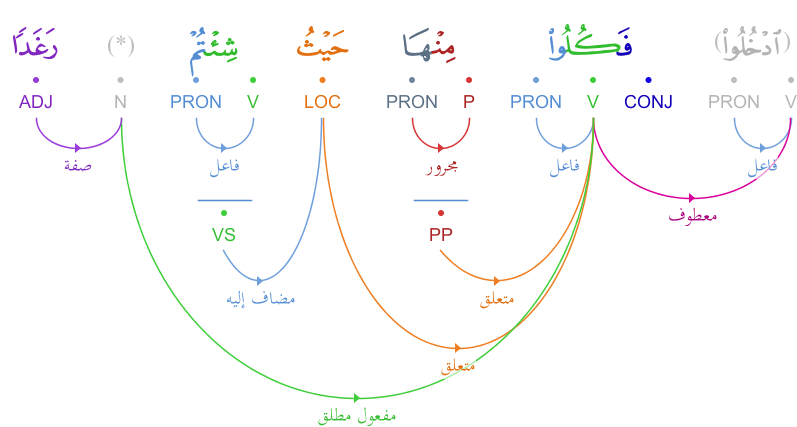 (ٱدْخُلُوا۟) فَكُلُوا۟ مِنْهَا حَيْثُ شِئْتُمْ (*) رَغَدًا
V PRON CONJ V PRON P PRON LOC V PRON N ADJ
فاعل فاعل مجرور فاعل صفة
معطوف
PP VS
متعلق مضاف إليه
متعلق
مفعول مطلق